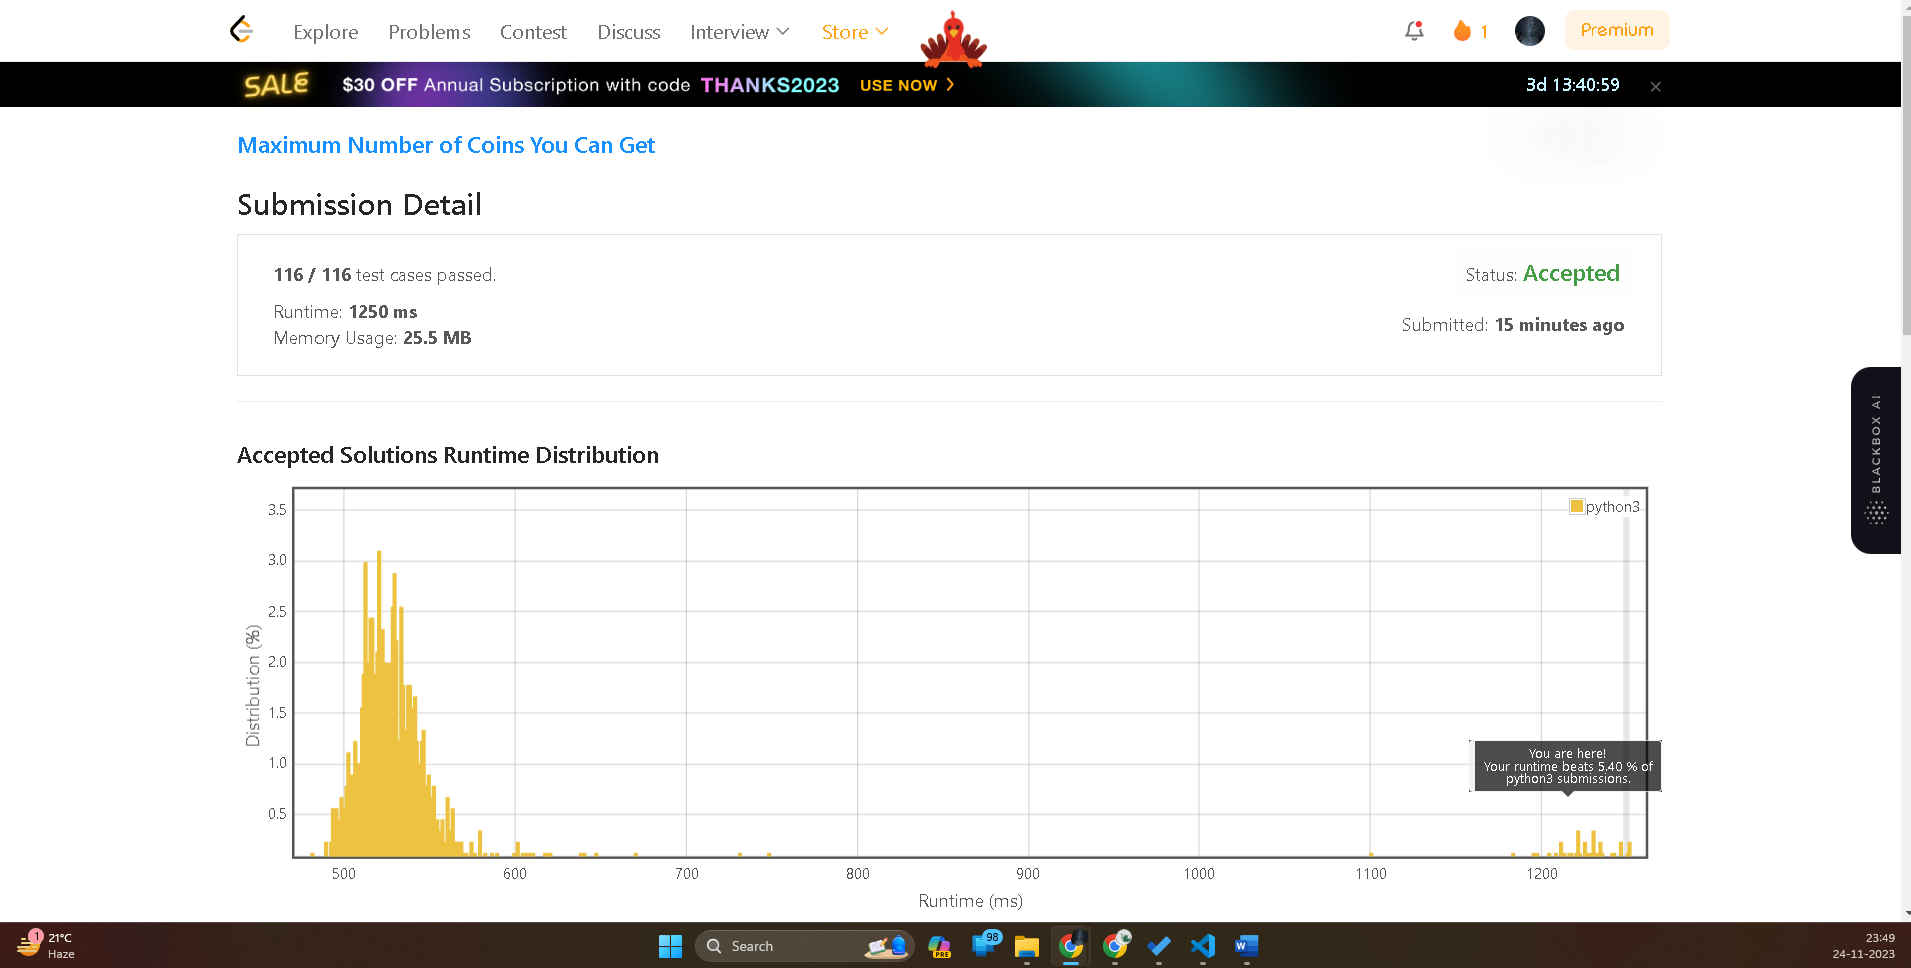 Explore Problems Contest Discuss Interview Store 1 Premium
SALE $30 OFF Annual Subscription with code THANKS2023 USE NOW 3d 13:40:59
Maximum Number of Coins You Can Get
Submission Detail
116 / 116 test cases passed.
Status: Accepted
Runtime: 1250 ms
Submitted: 15 minutes ago
Memory Usage: 25.5 MB
BLACKBOX AI
Accepted Solutions Runtime Distribution
python3
3.5
3.0
2.5
2.0
1.5
1.0
0.5
Distribution (%)
You are here!
Your runtime beats 5.40 % of
python3 submissions.
500 600 700 800 900 1000 1100 1200
Runtime (ms)
1
21°C
Haze
Search
PRE
98
W
23:49
24-11-2023